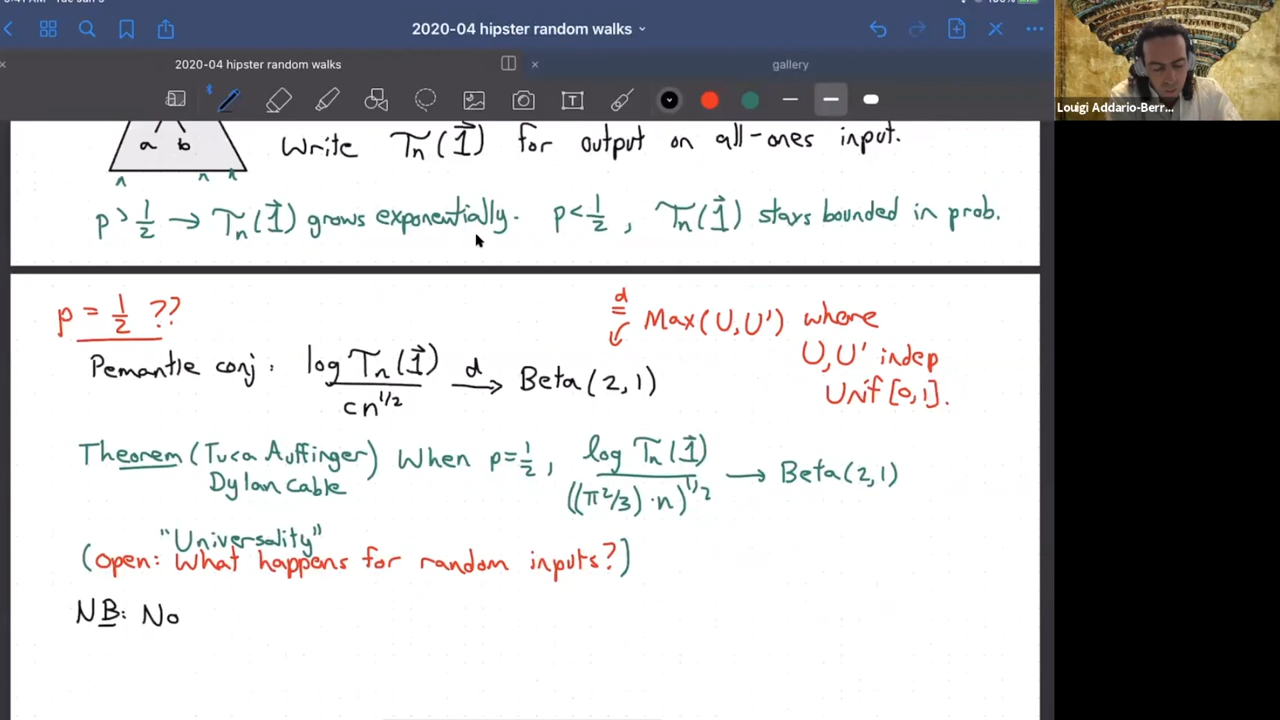 2020-04 hipster random walks
2020-04 hipster random walks
gallery
Louigi Addario-Berr...
a b
Write Tₙ(1⃗) for output on all-ones input.
p > 1/2 → Tₙ(1⃗) grows exponentially. p < 1/2, Tₙ(1⃗) stays bounded in prob.
p = 1/2 ??
Pemantle conj: log Tₙ(1⃗) / cn^{1/2} →d Beta(2,1)
=d Max(U,U') where
U,U' indep
Unif [0,1].
Theorem (Tuca Auffinger) When p=1/2, log Tₙ(1⃗) / ((π²/3)·n)^{1/2} → Beta(2,1)
Dylan Cable
"Universality"
(Open: What happens for random inputs?)
NB: No